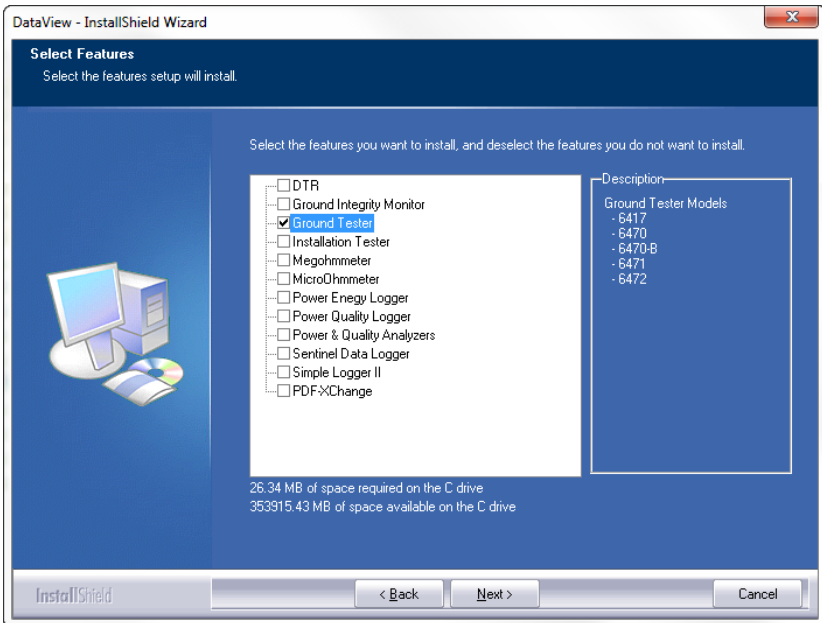 DataView - InstallShield Wizard
Select Features
Select the features setup will install.
Select the features you want to install, and deselect the features you do not want to install.
DTR
Ground Integrity Monitor
Ground Tester
Installation Tester
Megohmmeter
MicroOhmmeter
Power Enegy Logger
Power Quality Logger
Power & Quality Analyzers
Sentinel Data Logger
Simple Logger II
PDF-XChange
Description
Ground Tester Models
- 6417
- 6470
- 6470-B
- 6471
- 6472
26.34 MB of space required on the C drive
353915.43 MB of space available on the C drive
InstallShield
< Back
Next >
Cancel